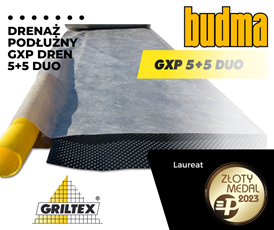 DRENAŻ
PODŁUŻNY
GXP DREN
5+5 DUO
budma
GXP 5+5 DUO
Laureat
GRILTEX
ZŁOTY
MEDAL
2023